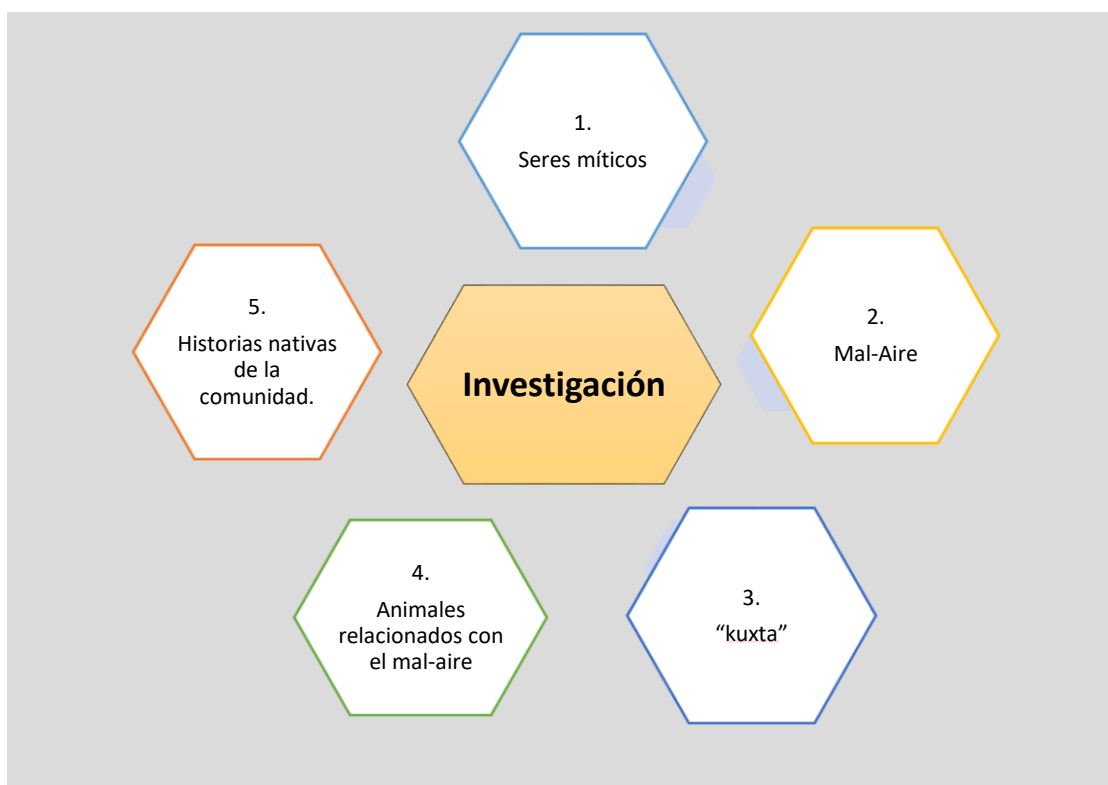 1.
Seres míticos
2.
Mal-Aire
3.
“kuxta”
4.
Animales
relacionados con
el mal-aire
5.
Historias nativas
de la
comunidad.
Investigación